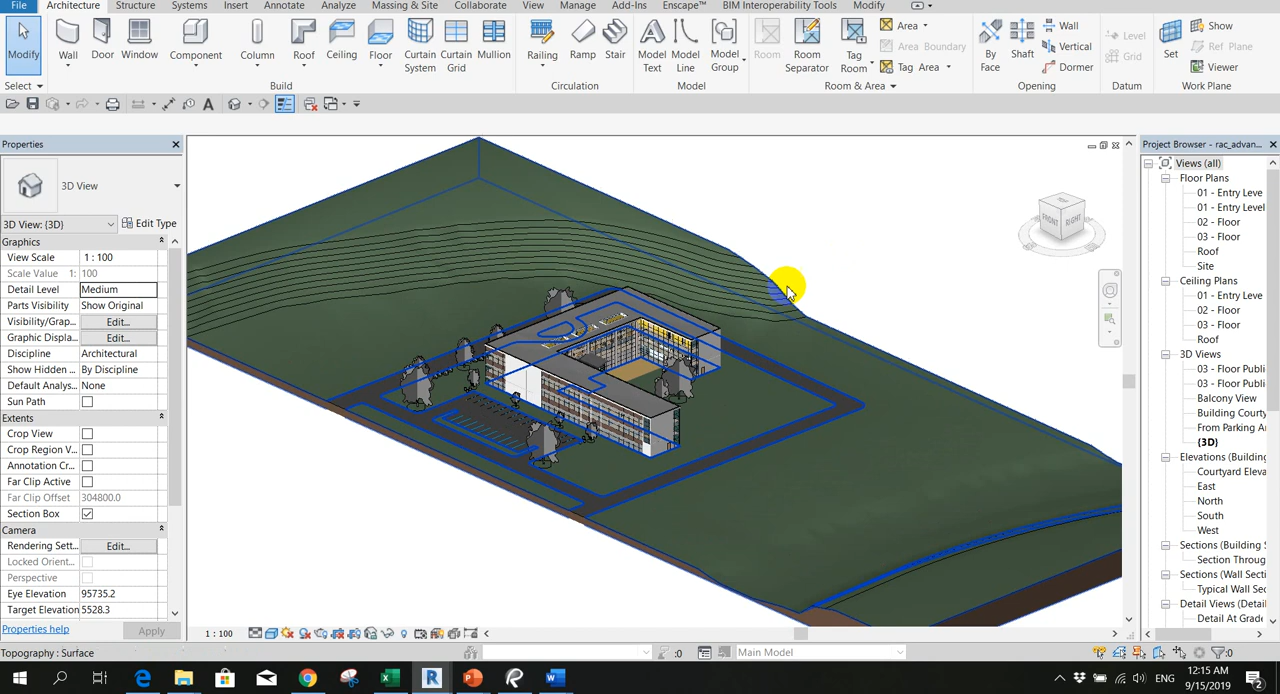 File Architecture Structure Systems Insert Annotate Analyze Massing & Site Collaborate View Manage Add-Ins Enscape™ BIM Interoperability Tools Modify
Modify Wall Door Window Component Column Roof Ceiling Floor Curtain System Curtain Grid Mullion Railing Ramp Stair Model Text Model Line Model Group Room Room Separator Tag Room Area Area Boundary Tag Area By Face Shaft Wall Vertical Dormer Level Grid Set Show Ref Plane Viewer
Select Build Circulation Model Room & Area Opening Datum Work Plane
Properties
3D View
3D View: {3D} Edit Type
Graphics
View Scale 1 : 100
Scale Value 1: 100
Detail Level Medium
Parts Visibility Show Original
Visibility/Grap... Edit...
Graphic Displa... Edit...
Discipline Architectural
Show Hidden ... By Discipline
Default Analys... None
Sun Path
Extents
Crop View
Crop Region V...
Annotation Cr...
Far Clip Active
Far Clip Offset 304800.0
Section Box
Camera
Rendering Sett... Edit...
Locked Orient...
Perspective
Eye Elevation 95735.2
Target Elevation 5528.3
Properties help Apply
FRONT RIGHT
Project Browser - rac_advan...
Views (all)
Floor Plans
01 - Entry Leve
01 - Entry Level
02 - Floor
03 - Floor
Roof
Site
Ceiling Plans
01 - Entry Leve
02 - Floor
03 - Floor
Roof
3D Views
03 - Floor Publi
03 - Floor Publi
Balcony View
Building Courty
From Parking A
{3D}
Elevations (Building
Courtyard Eleva
East
North
South
West
Sections (Building S
Section Throug
Sections (Wall Secti
Typical Wall Sec
Detail Views (Detai
Detail At Grade
1 : 100
Topography : Surface :0 Main Model :0
ENG 12:15 AM
9/15/2019 2